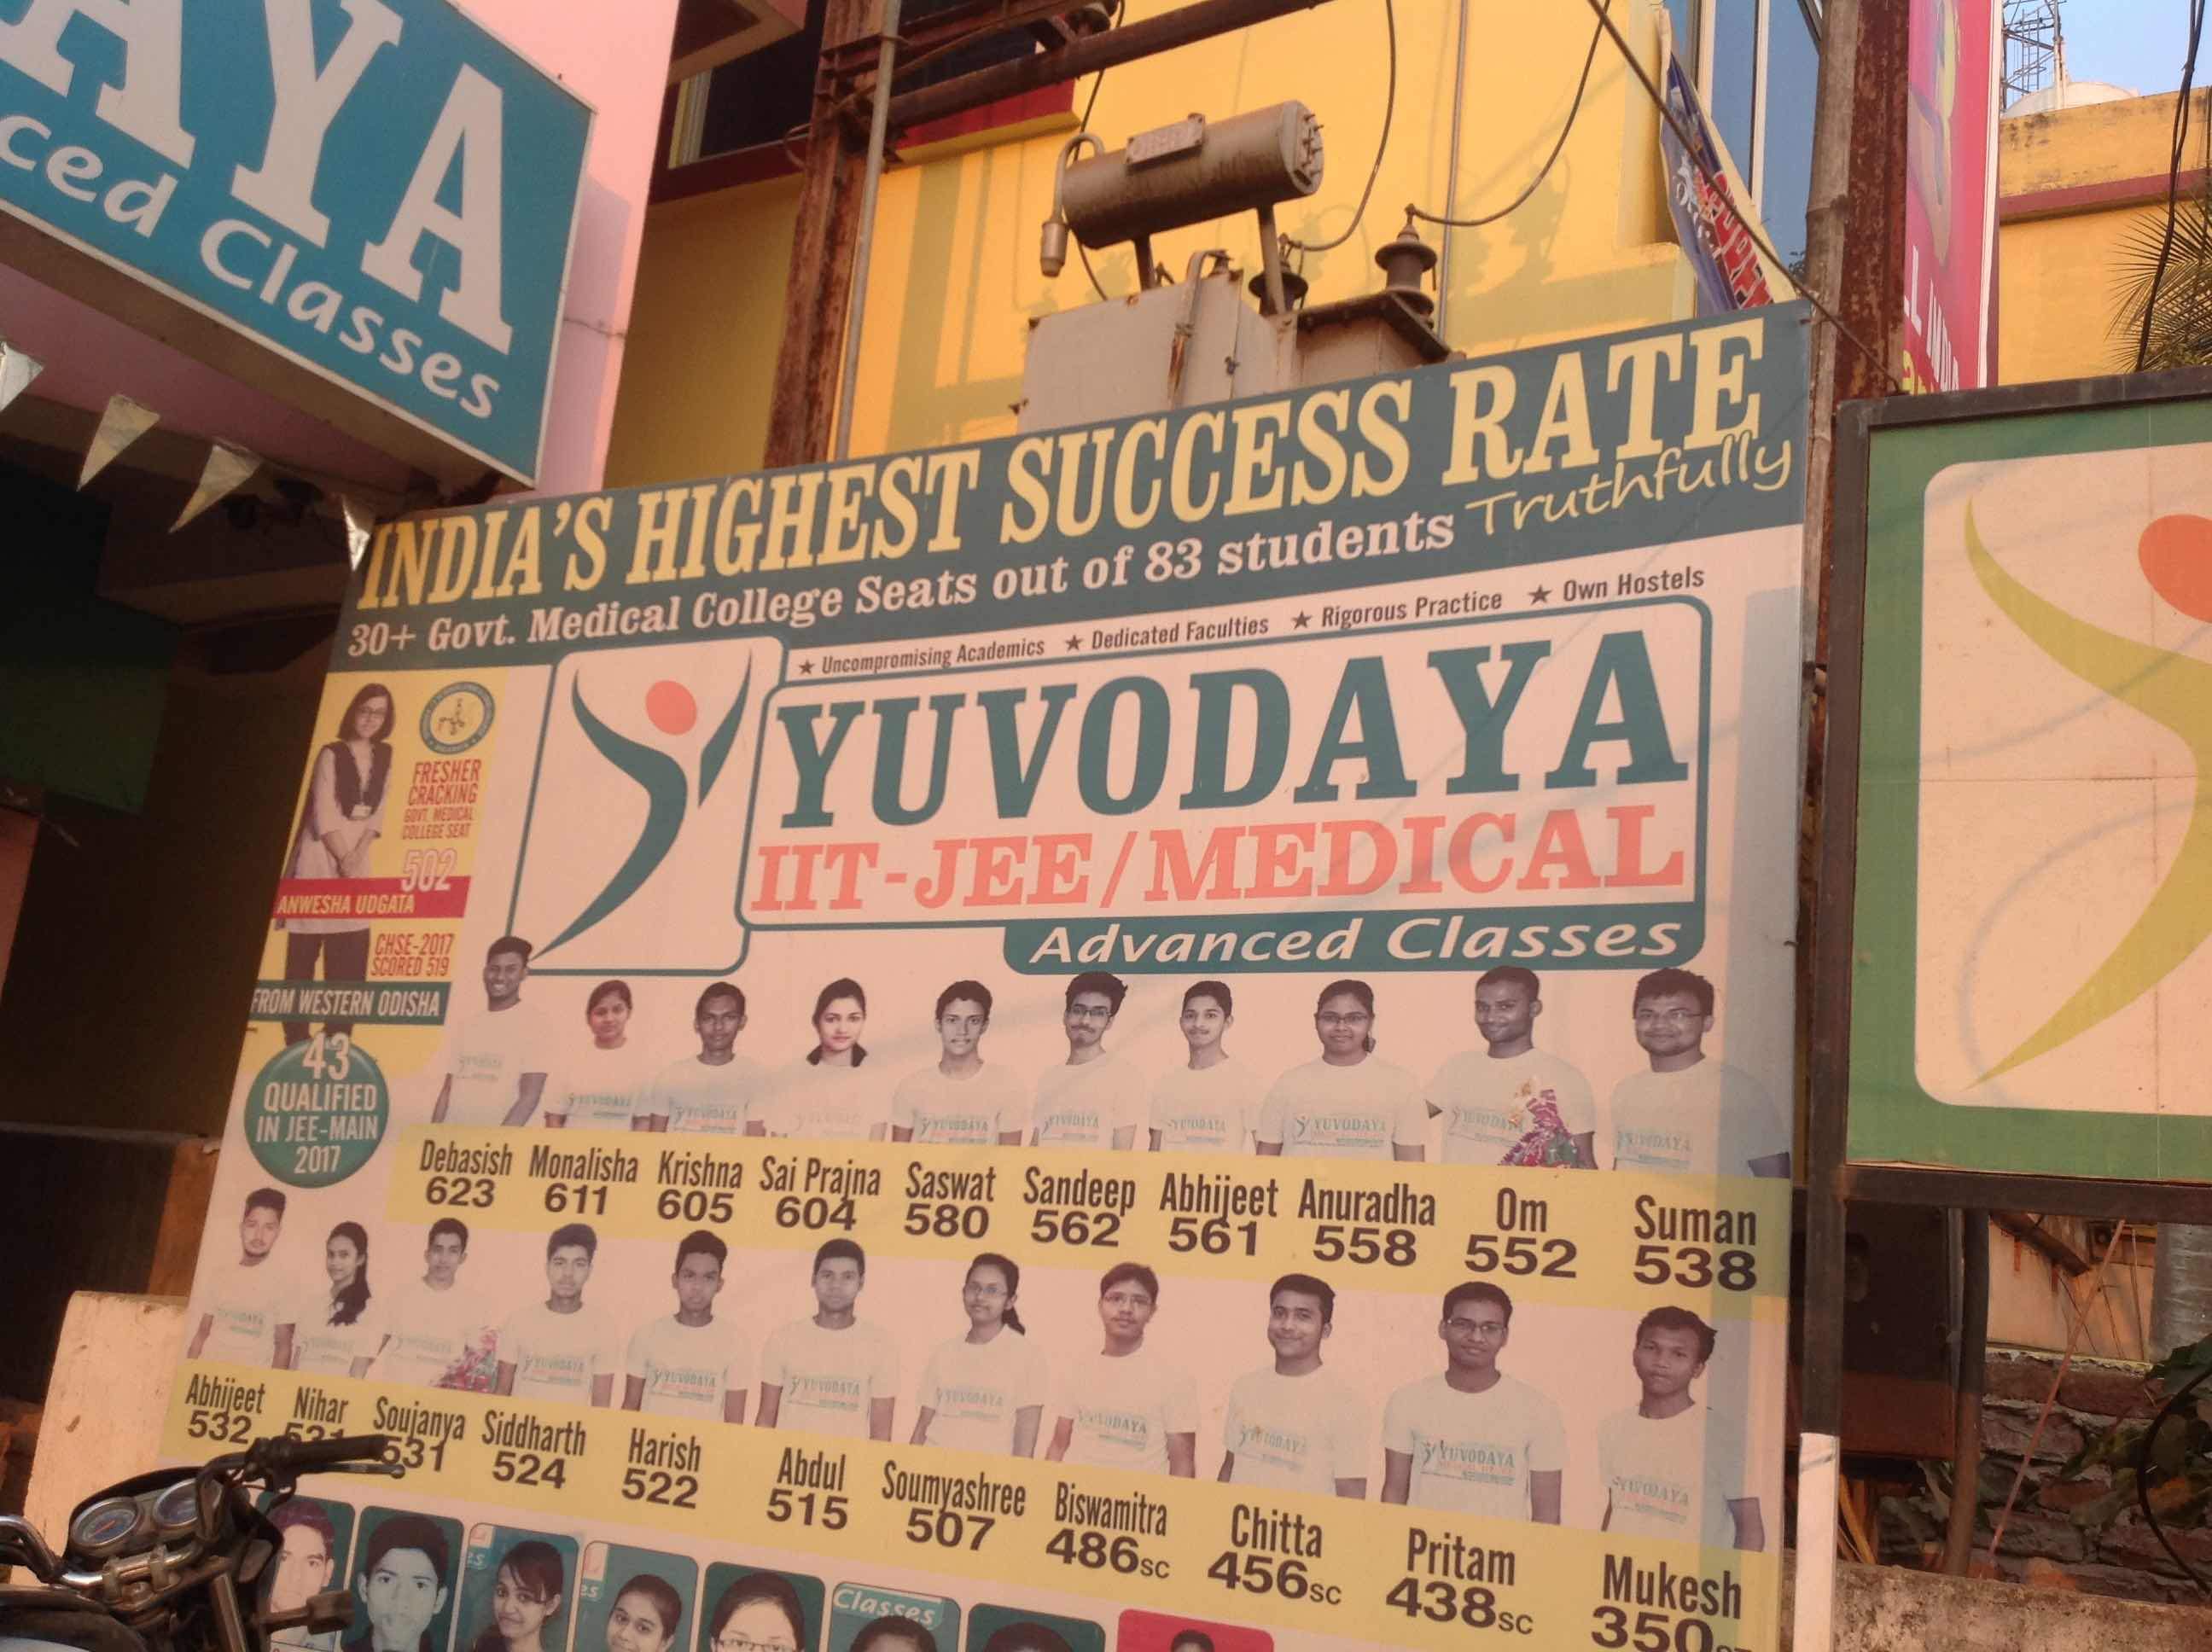 AYA
ced Classes
INDIA'S HIGHEST SUCCESS RATE
30+ Govt. Medical College Seats out of 83 students Truthfully
★ Uncompromising Academics ★ Dedicated Faculties ★ Rigorous Practice ★ Own Hostels
YUVODAYA
IIT-JEE/MEDICAL
Advanced Classes
FRESHER
CRACKING
GOVT. MEDICAL
COLLEGE SEAT
502
ANWESHA UDGATA
CHSE-2017
SCORED 519
FROM WESTERN ODISHA
43
QUALIFIED
IN JEE-MAIN
2017
Debasish Monalisha Krishna Sai Prajna Saswat Sandeep Abhijeet Anuradha Om Suman
623 611 605 604 580 562 561 558 552 538
Abhijeet Nihar Soujanya Siddharth Harish Abdul Soumyashree Biswamitra Chitta Pritam Mukesh
532 531 531 524 522 515 507 486SC 456SC 438SC 350
Classes